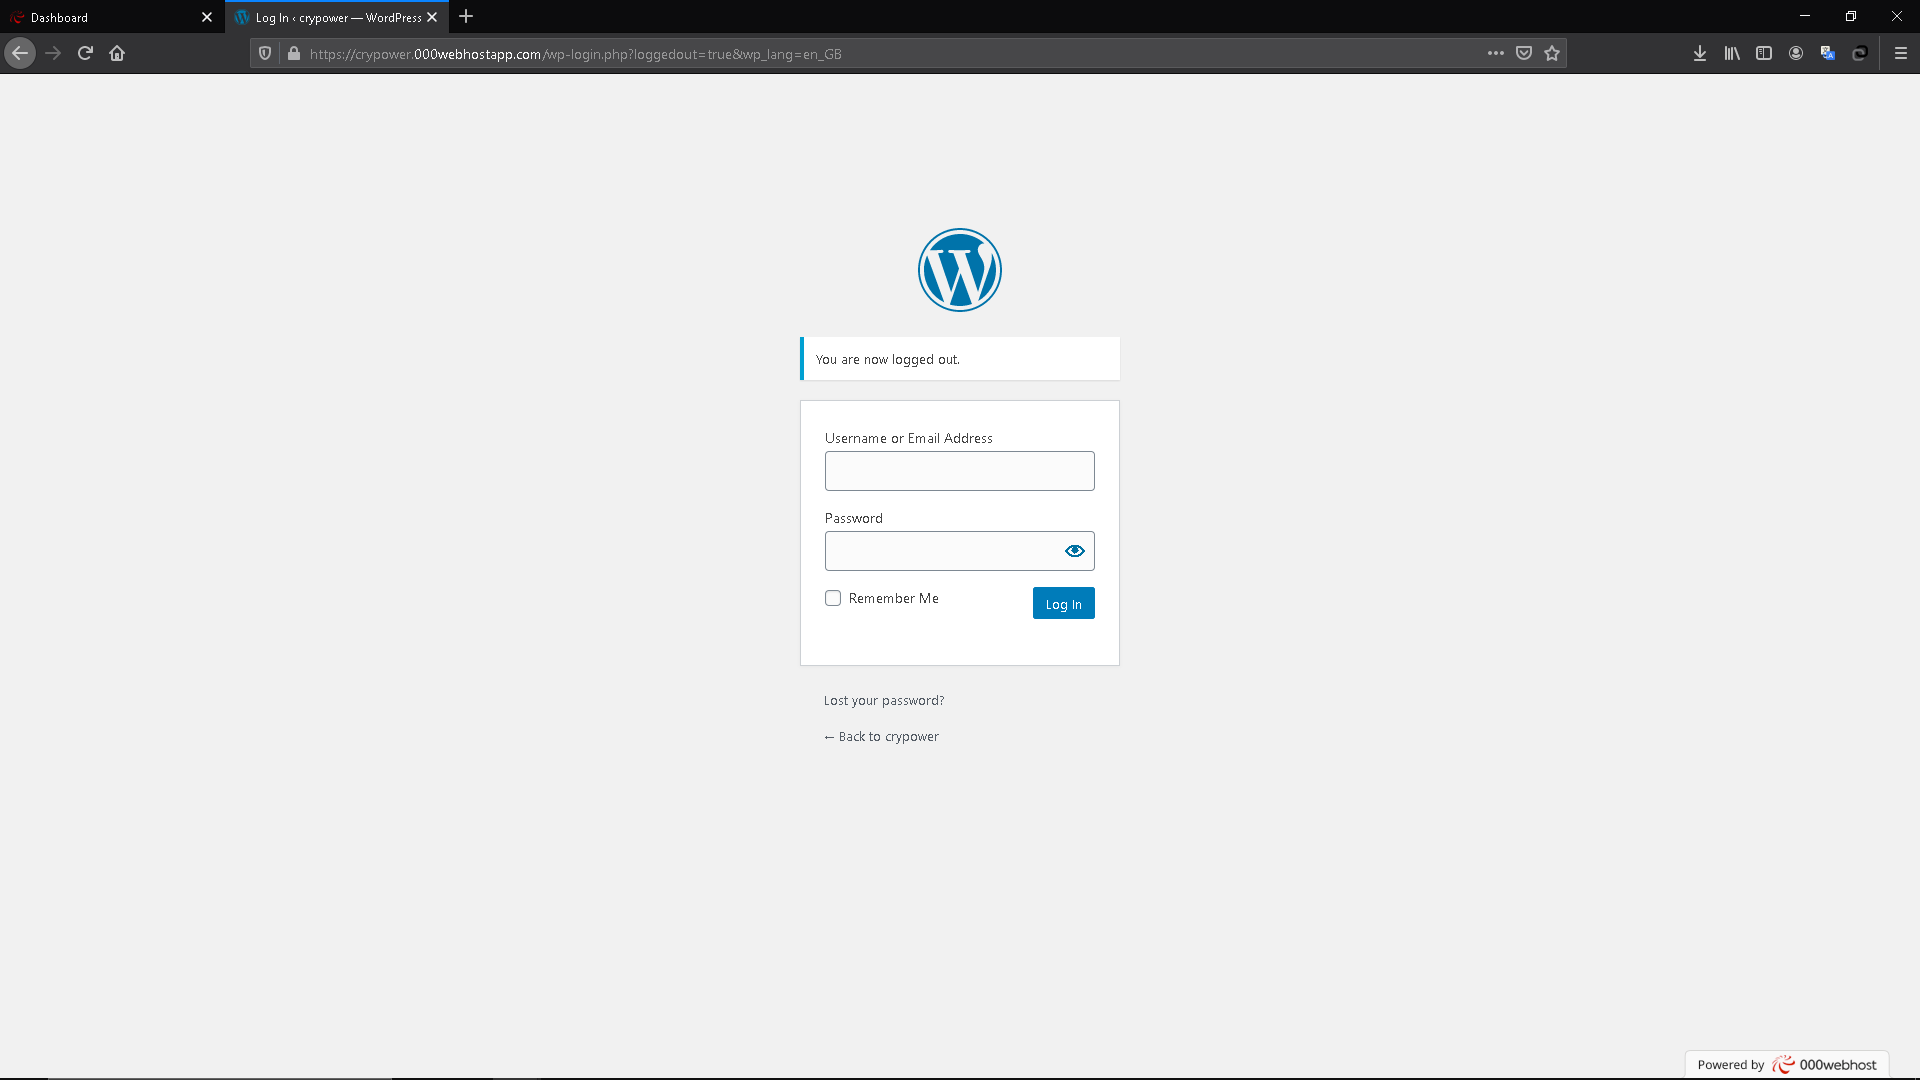 Dashboard
Log In ‹ crypower — WordPress
https://crypower.000webhostapp.com/wp-login.php?loggedout=true&wp_lang=en_GB
You are now logged out.
Username or Email Address
Password
Remember Me
Log In
Lost your password?
← Back to crypower
Powered by 000webhost